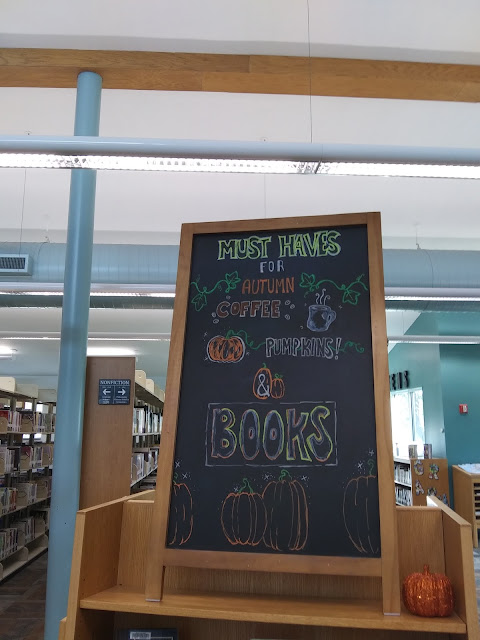 MUST HAVES
FOR
AUTUMN
COFFEE
PUMPKINS!
&
BOOKS
NONFICTION